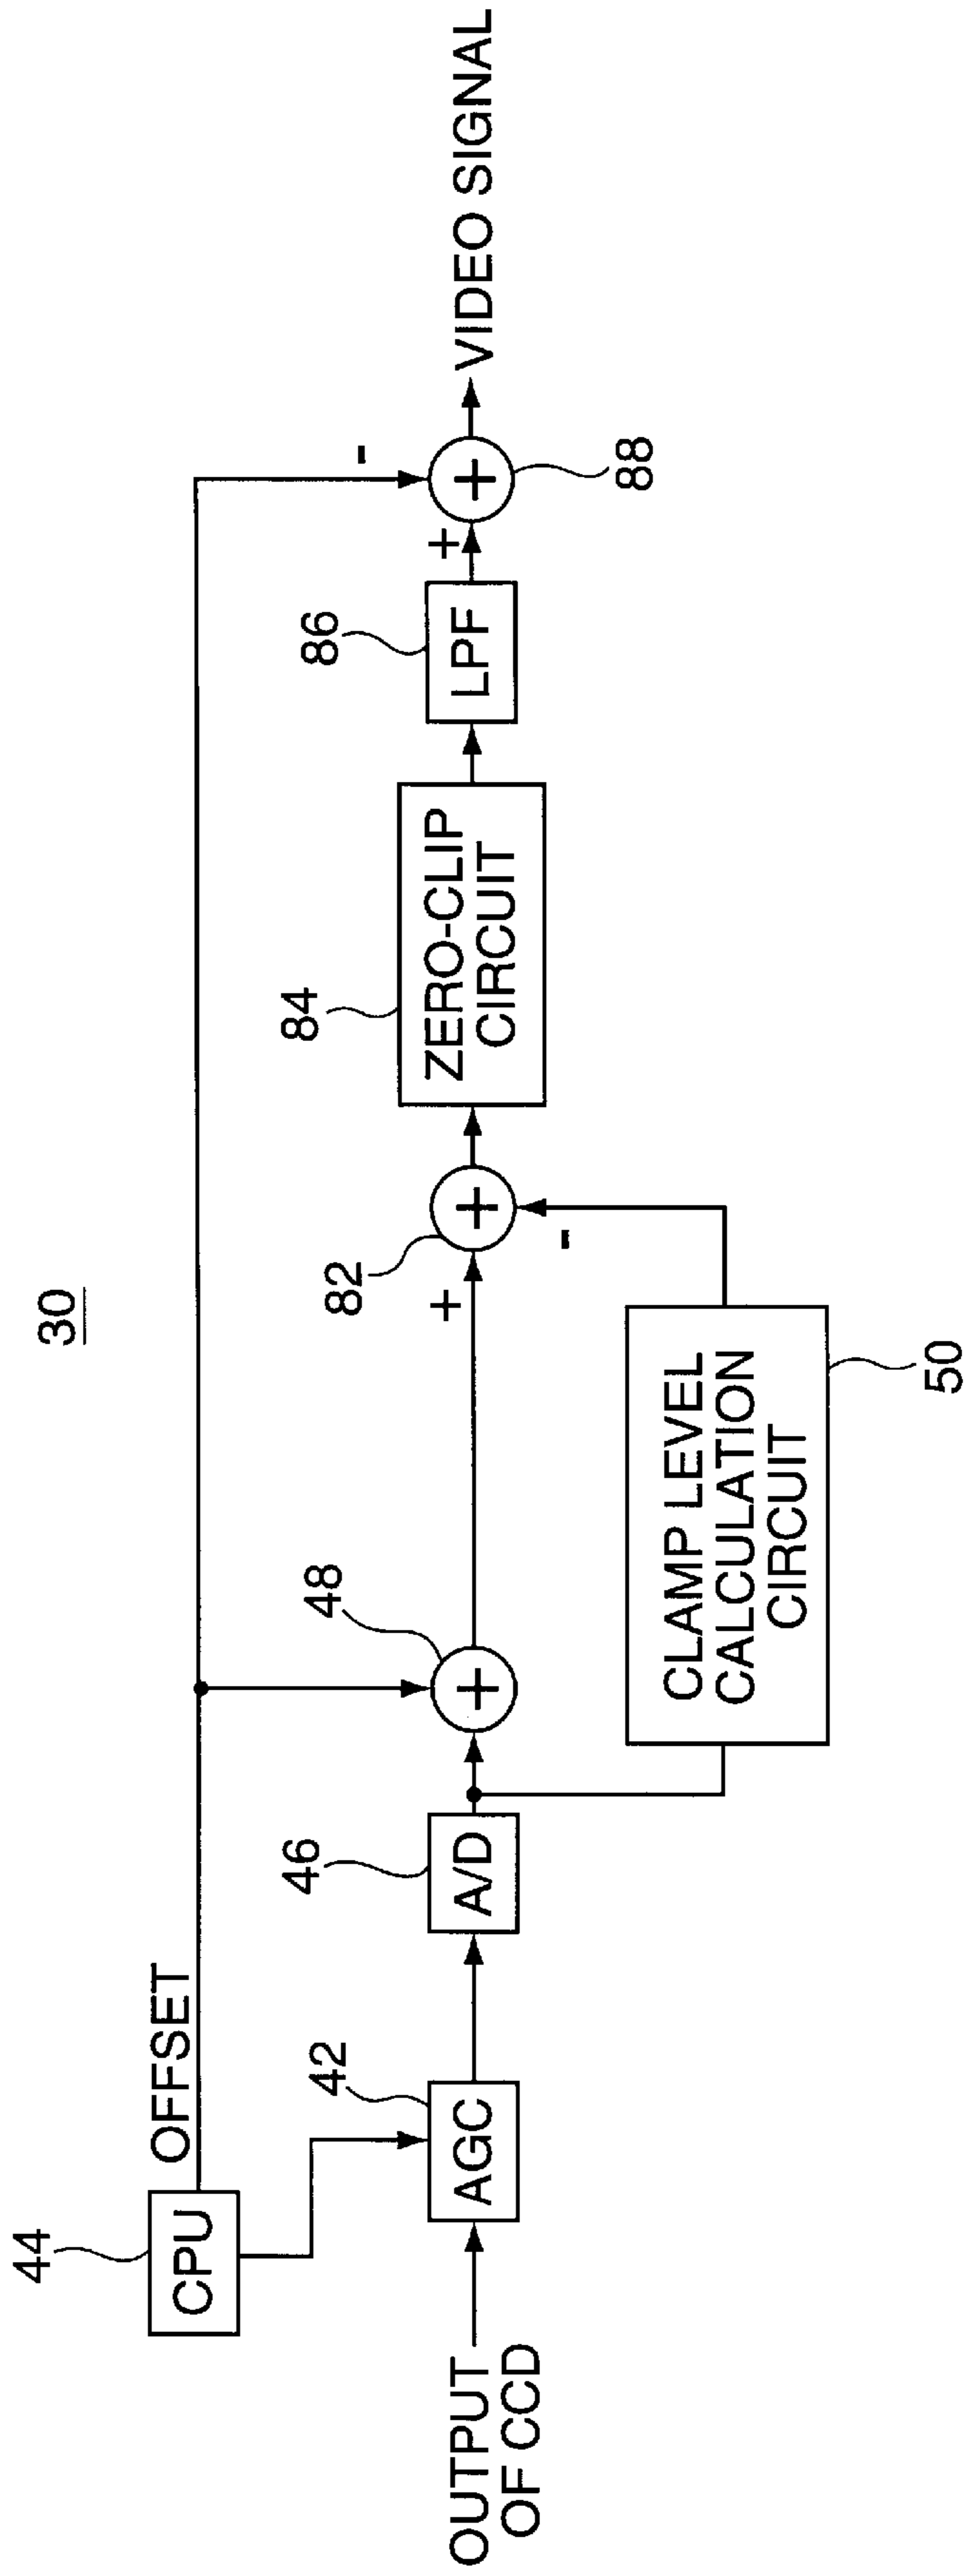 30
44
CPU
OFFSET
OUTPUT
OF CCD
42
AGC
46
A/D
48
+
CLAMP LEVEL
CALCULATION
CIRCUIT
50
+
-
82
+
84
ZERO-CLIP
CIRCUIT
86
LPF
+
-
+
88
VIDEO SIGNAL